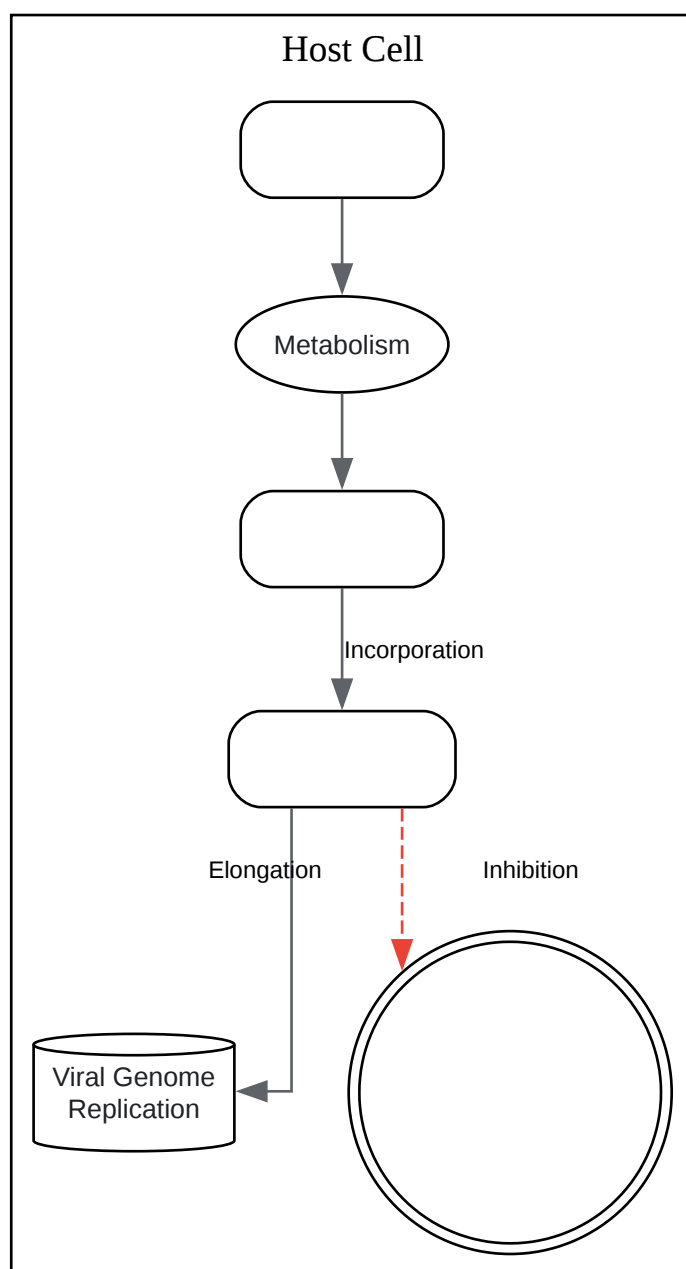 Host Cell
Metabolism
Incorporation
Elongation
Inhibition
Viral Genome
Replication